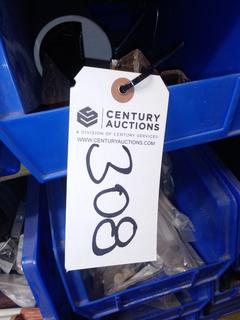 CENTURY
AUCTIONS
A DIVISION OF CENTURY SERVICES
WWW.CENTURYAUCTIONS.COM
308